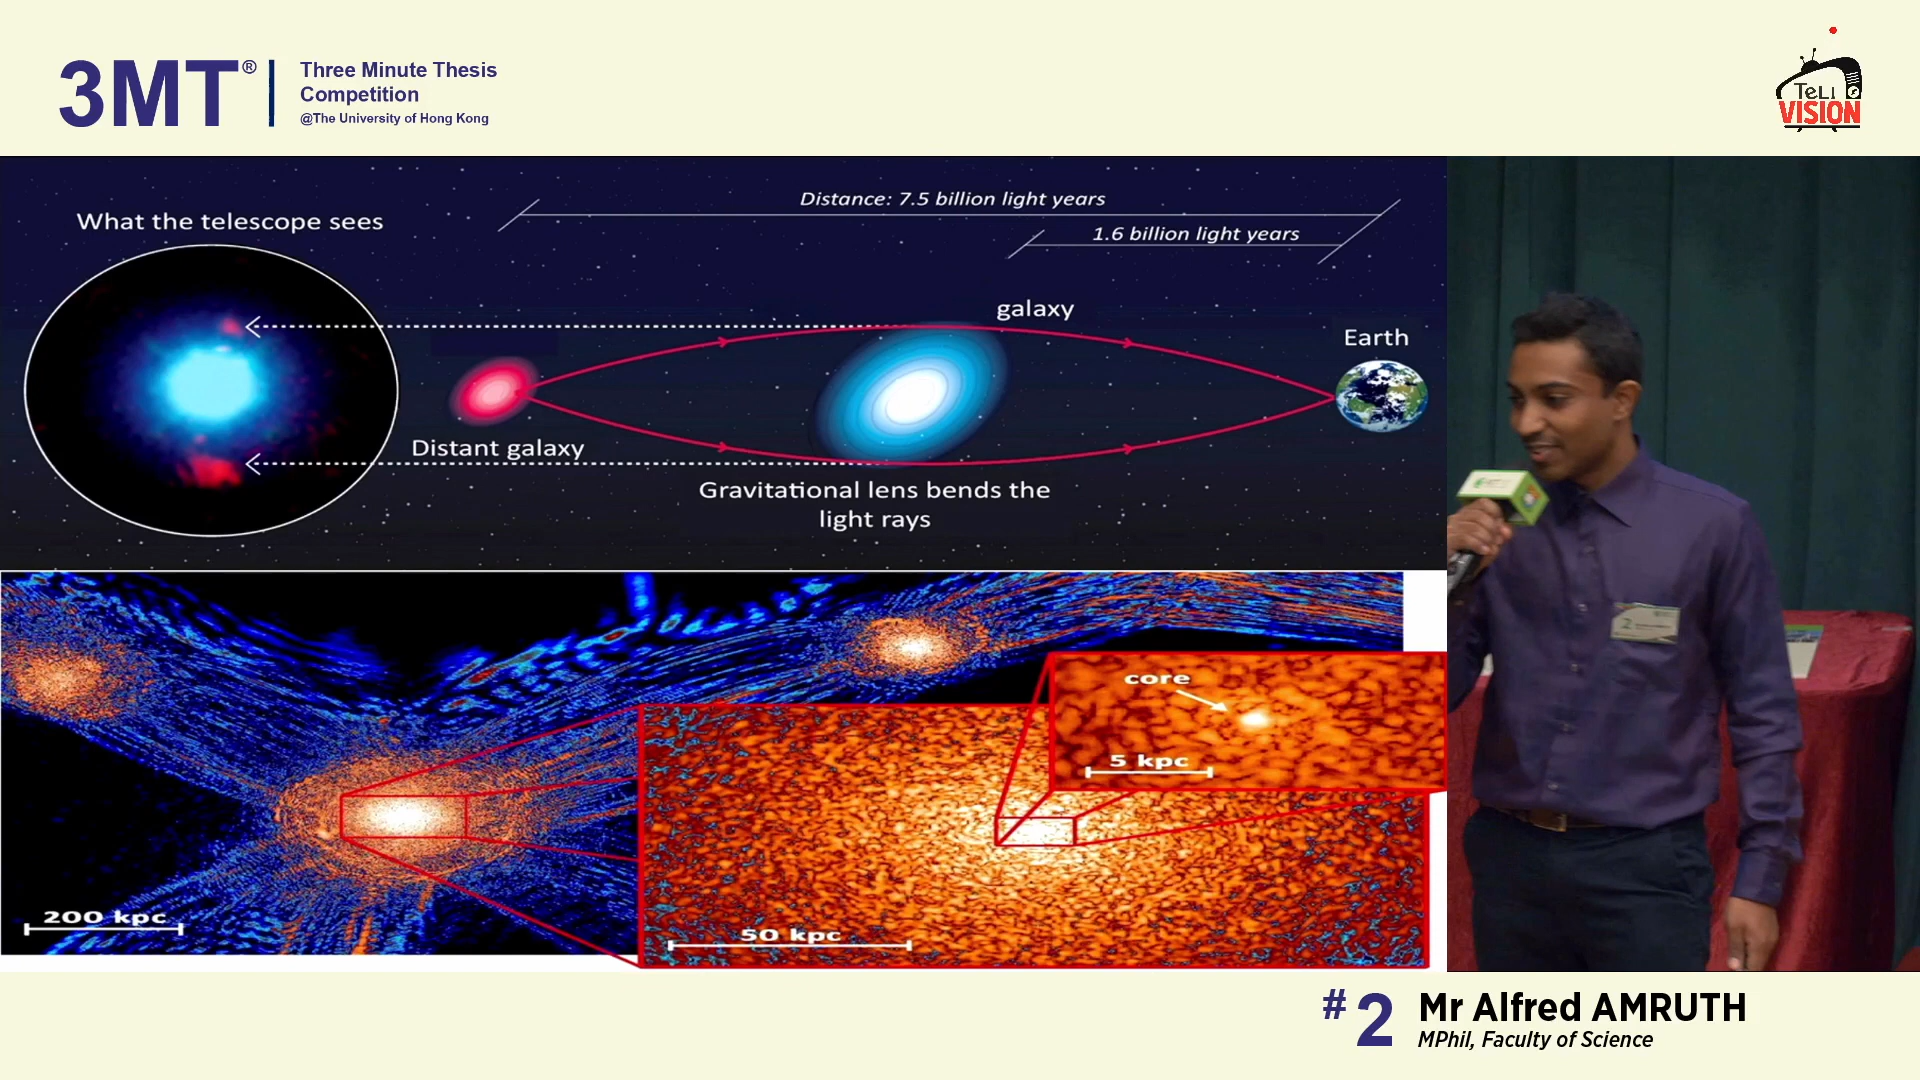 3MT®
Three Minute Thesis
Competition
@The University of Hong Kong
TeLi
VISION
What the telescope sees
Distance: 7.5 billion light years
1.6 billion light years
galaxy
Earth
Distant galaxy
Gravitational lens bends the
light rays
core
5 kpc
200 kpc
50 kpc
2
#2
Mr Alfred AMRUTH
MPhil, Faculty of Science